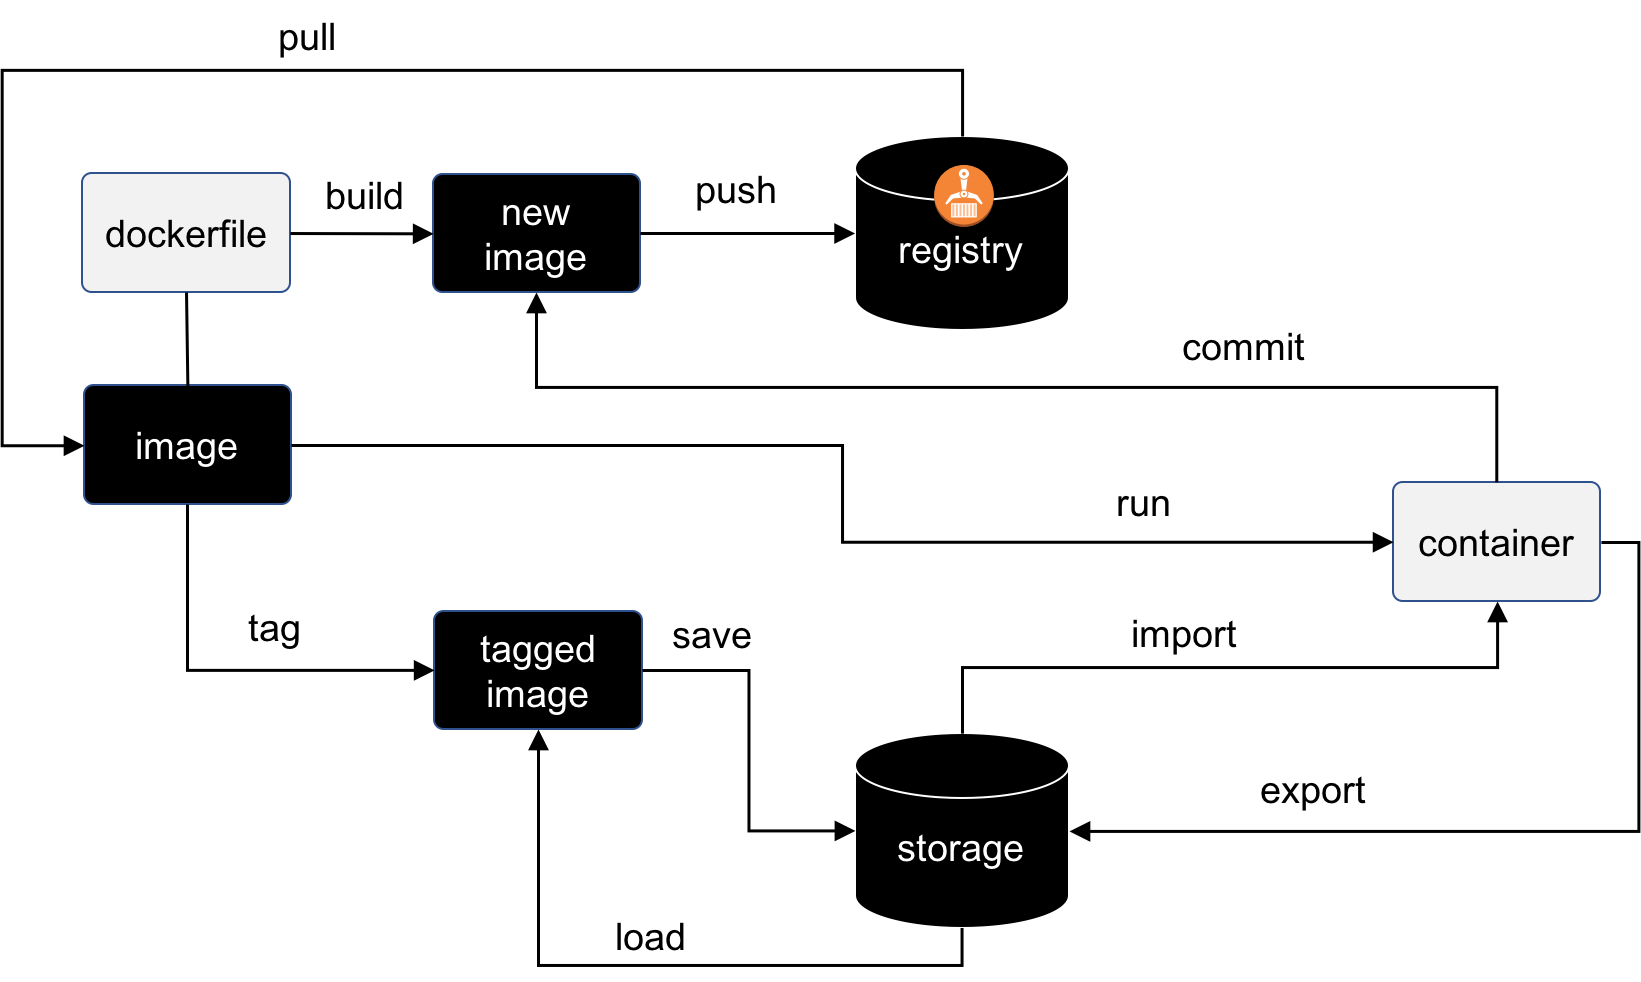 pull
dockerfile
build
new
image
push
registry
commit
image
run
container
tag
tagged
image
save
import
storage
export
load